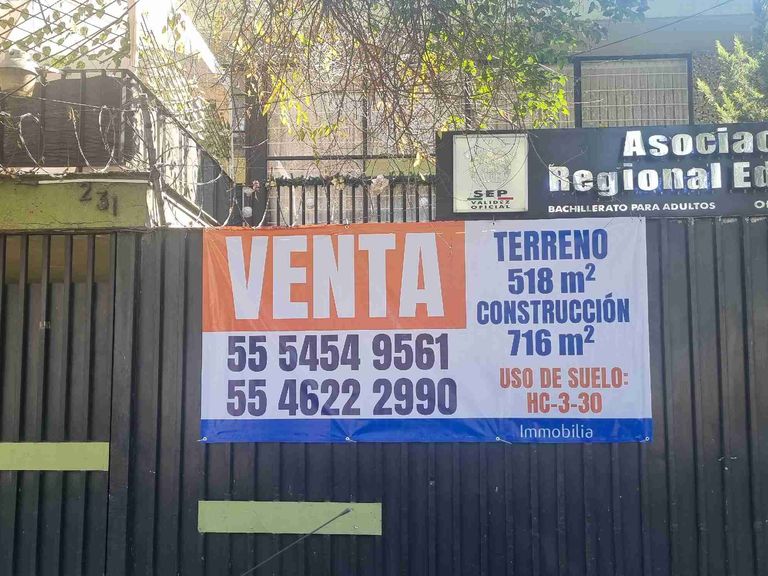 231
SEP
VALIDEZ
OFICIAL
Asociac
Regional Ed
BACHILLERATO PARA ADULTOS
VENTA
55 5454 9561
55 4622 2990
TERRENO
518 m²
CONSTRUCCIÓN
716 m²
USO DE SUELO:
HC-3-30
Immobilia